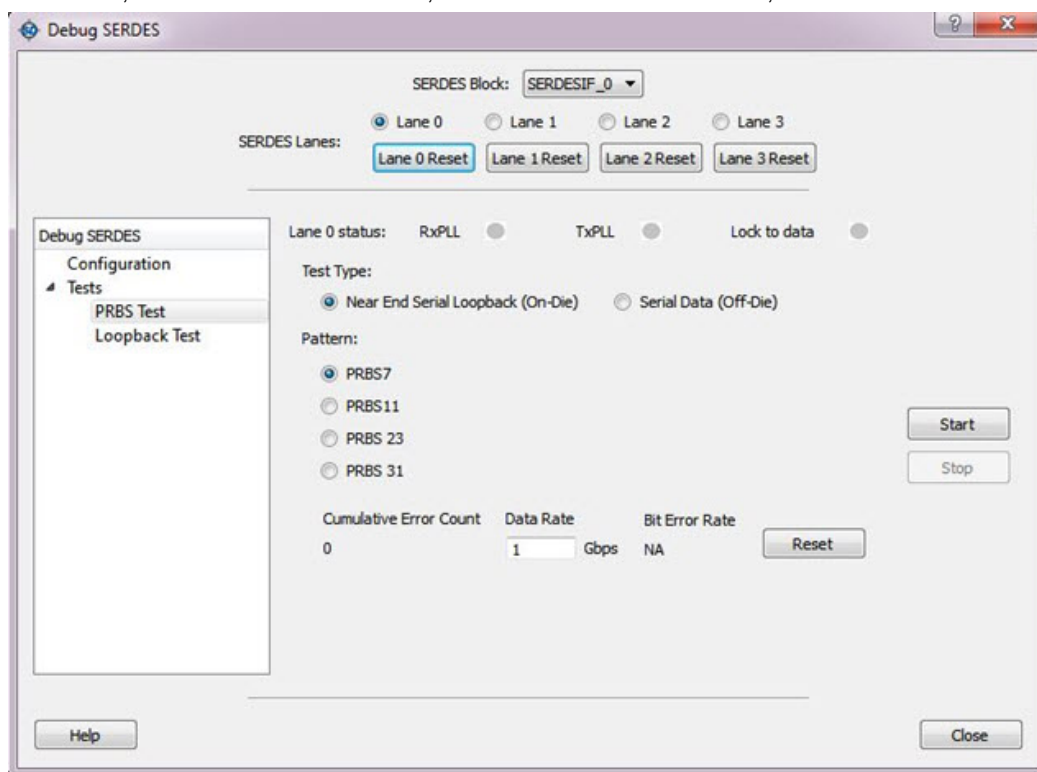 Debug SERDES
SERDES Block: SERDESIF_0
Lane 0 Lane 1 Lane 2 Lane 3
SERDES Lanes:
Lane 0 Reset Lane 1 Reset Lane 2 Reset Lane 3 Reset
Debug SERDES
Configuration
Tests
PRBS Test
Loopback Test
Lane 0 status: RxPLL TxPLL Lock to data
Test Type:
Near End Serial Loopback (On-Die) Serial Data (Off-Die)
Pattern:
PRBS7
PRBS11
PRBS 23
PRBS 31
Start
Stop
Cumulative Error Count Data Rate Bit Error Rate
0 1 Gbps NA Reset
Help Close